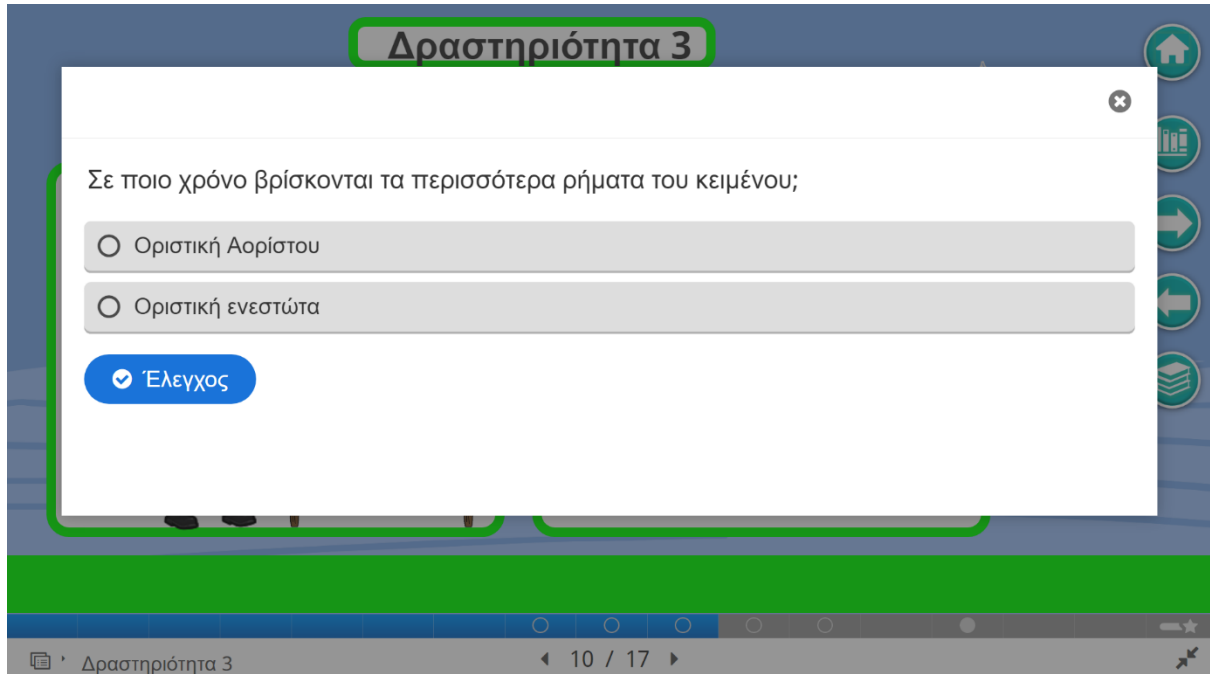 Δραστηριότητα 3
Σε ποιο χρόνο βρίσκονται τα περισσότερα ρήματα του κειμένου;
Οριστική Αορίστου
Οριστική ενεστώτα
Έλεγχος
Δραστηριότητα 3
10 / 17